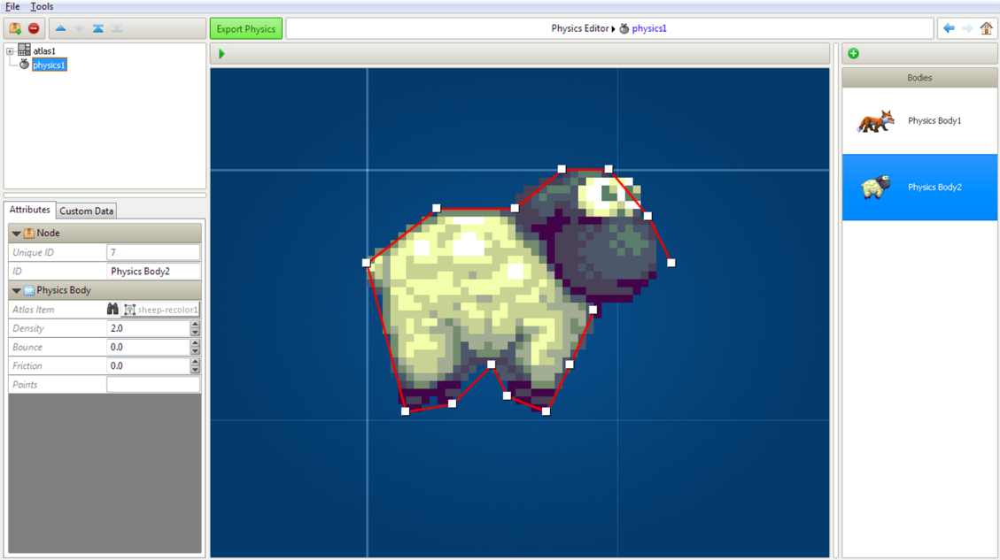 File Tools
Export Physics
Physics Editor physics1
atlas1
physics1
Bodies
Physics Body1
Physics Body2
Attributes Custom Data
Node
Unique ID 7
ID Physics Body2
Physics Body
Atlas Item sheep-recolor1
Density 2.0
Bounce 0.0
Friction 0.0
Points